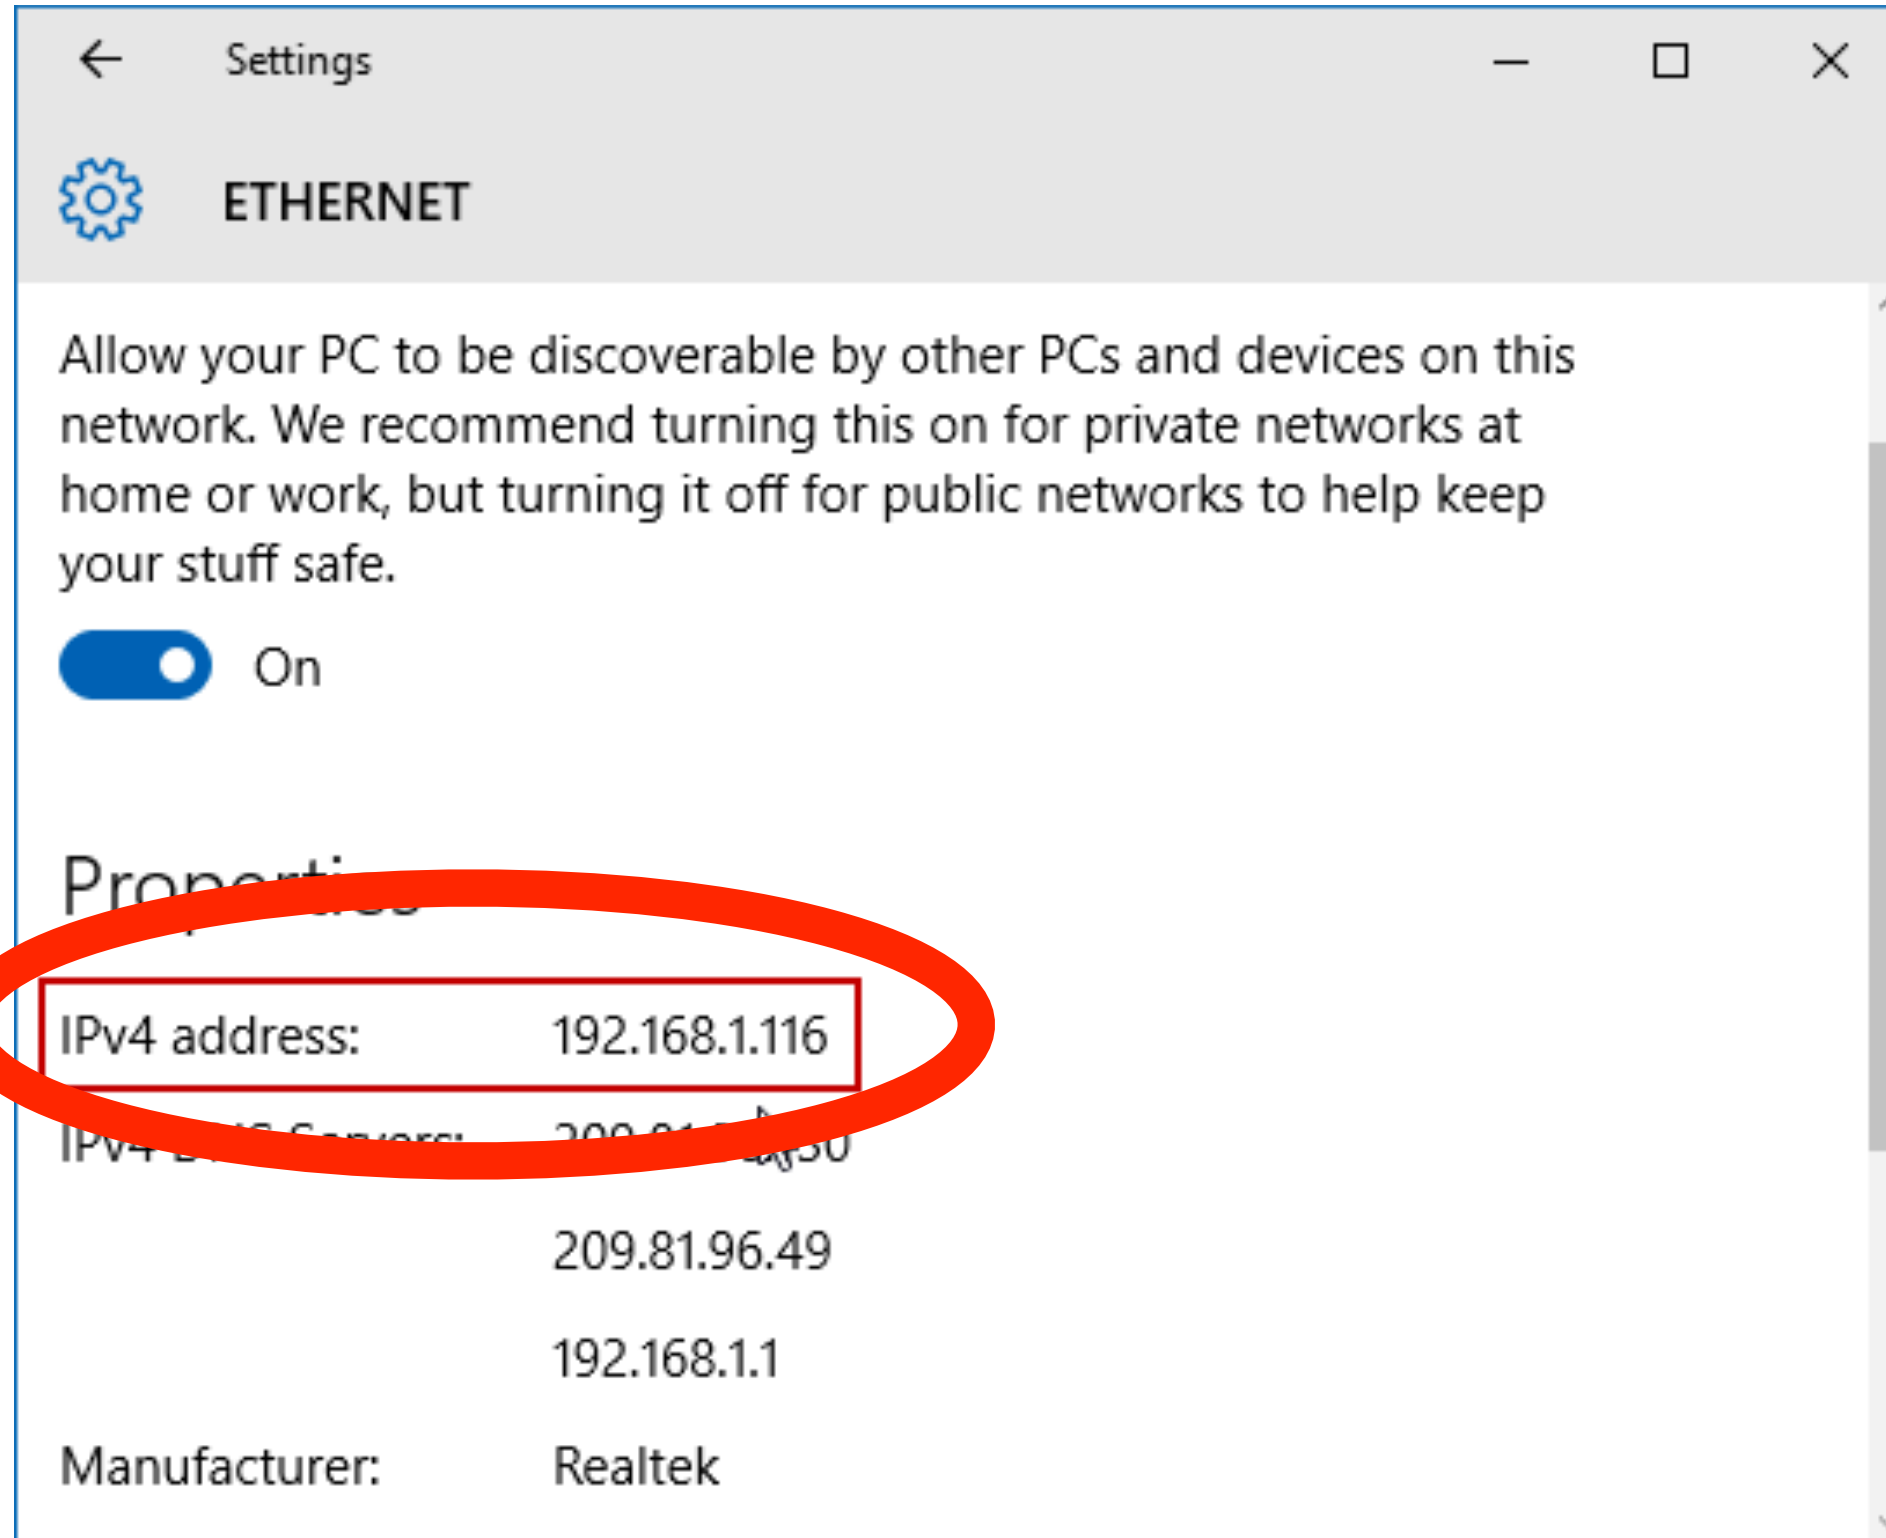 Settings
ETHERNET
Allow your PC to be discoverable by other PCs and devices on this
network. We recommend turning this on for private networks at
home or work, but turning it off for public networks to help keep
your stuff safe.
On
Properties
IPv4 address: 192.168.1.116
IPv4 Servers:
209.81.96.49
192.168.1.1
Manufacturer: Realtek